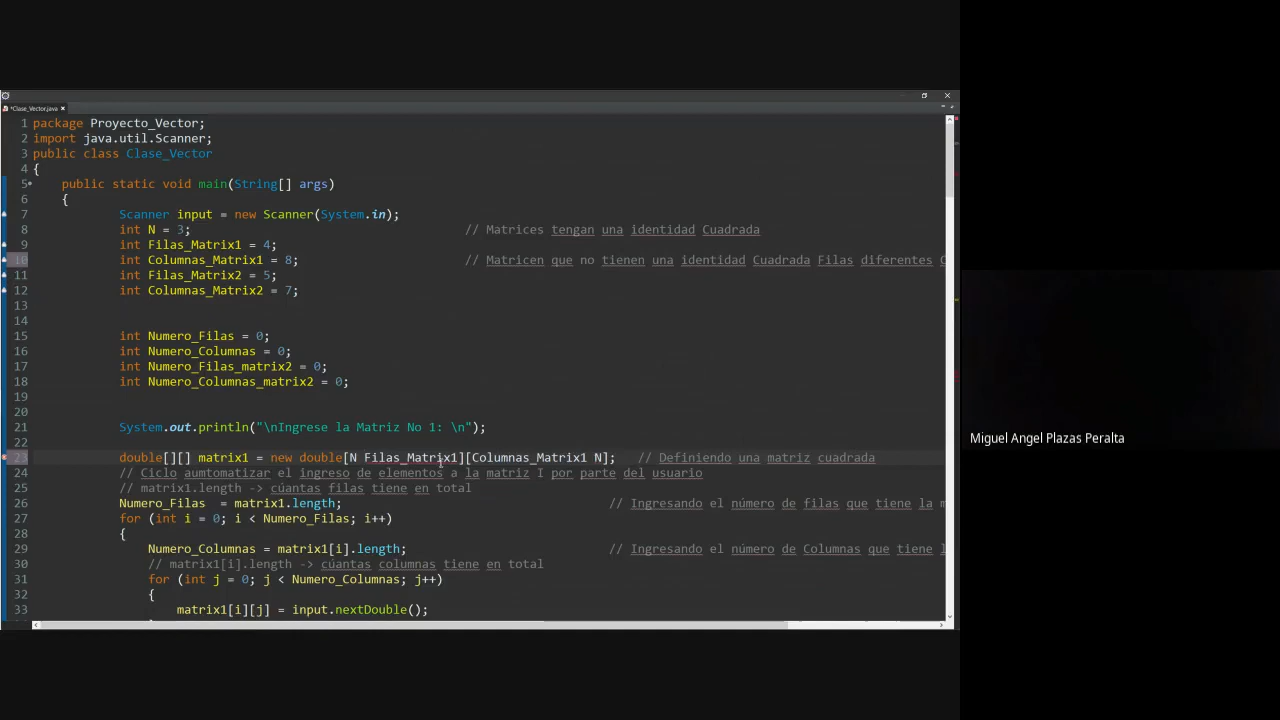 *Clase_Vector.java
1 package Proyecto_Vector;
2 import java.util.Scanner;
3 public class Clase_Vector
4 {
5 public static void main(String[] args)
6 {
7 Scanner input = new Scanner(System.in);
8 int N = 3; // Matrices tengan una identidad Cuadrada
9 int Filas_Matrix1 = 4;
10 int Columnas_Matrix1 = 8; // Matricen que no tienen una identidad Cuadrada Filas diferentes C
11 int Filas_Matrix2 = 5;
12 int Columnas_Matrix2 = 7;
13
14
15 int Numero_Filas = 0;
16 int Numero_Columnas = 0;
17 int Numero_Filas_matrix2 = 0;
18 int Numero_Columnas_matrix2 = 0;
19
20
21 System.out.println("\nIngrese la Matriz No 1: \n");
22
23 double[][] matrix1 = new double[N Filas_Matrix1][Columnas_Matrix1 N]; // Definiendo una matriz cuadrada
24 // Ciclo aumtomatizar el ingreso de elementos a la matriz I por parte del usuario
25 // matrix1.length -> cúantas filas tiene en total
26 Numero_Filas = matrix1.length; // Ingresando el número de filas que tiene la m
27 for (int i = 0; i < Numero_Filas; i++)
28 {
29 Numero_Columnas = matrix1[i].length; // Ingresando el número de Columnas que tiene l
30 // matrix1[i].length -> cúantas columnas tiene en total
31 for (int j = 0; j < Numero_Columnas; j++)
32 {
33 matrix1[i][j] = input.nextDouble();
Miguel Angel Plazas Peralta